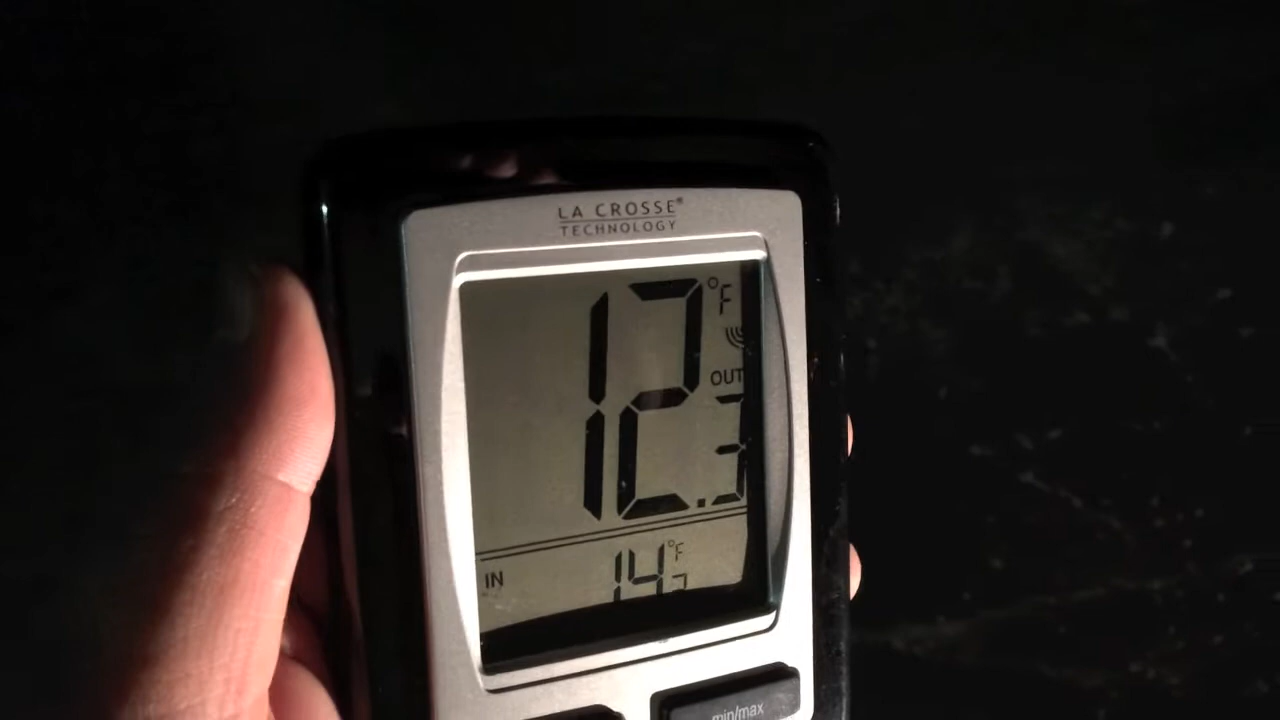 LA CROSSE®
TECHNOLOGY
12.3 °F
OUT
IN 14 °F
min/max